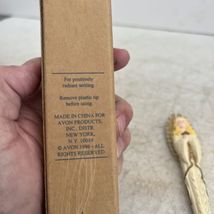 For positively
radiant writing.
Remove plastic tip
before using.
MADE IN CHINA FOR
AVON PRODUCTS,
INC., DISTR.
NEW YORK,
N.Y. 10019
© AVON 1996 - ALL
RIGHTS RESERVED.